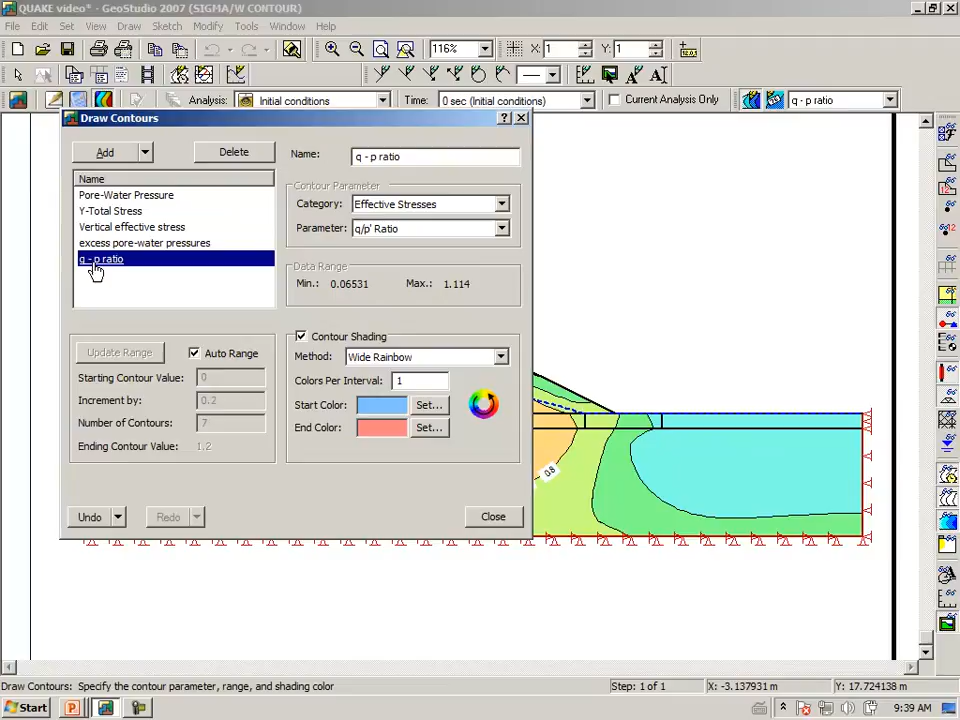 QUAKE video* - GeoStudio 2007 (SIGMA/W CONTOUR)
File Edit Set View Draw Sketch Modify Tools Window Help
116% X: 1 Y: 1
Analysis: Initial conditions Time: 0 sec (Initial conditions) Current Analysis Only q - p ratio
Draw Contours
Add Delete Name: q - p ratio
Name
Pore-Water Pressure
Y-Total Stress
Vertical effective stress
excess pore-water pressures
q - p ratio
Contour Parameter
Category: Effective Stresses
Parameter: q/p' Ratio
Data Range
Min.: 0.06531 Max.: 1.114
Update Range Auto Range
Starting Contour Value: 0
Increment by: 0.2
Number of Contours: 7
Ending Contour Value: 1.2
Contour Shading
Method: Wide Rainbow
Colors Per Interval: 1
Start Color: Set...
End Color: Set...
Undo Redo Close
Draw Contours: Specify the contour parameter, range, and shading color Step: 1 of 1 X: -3.137931 m Y: 17.724138 m
Start 9:39 AM